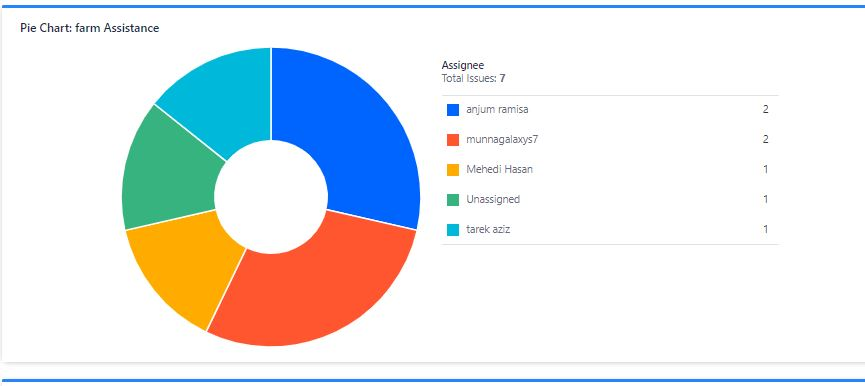 Pie Chart: farm Assistance
Assignee
Total Issues: 7
anjum ramisa 2
munnagalaxys7 2
Mehedi Hasan 1
Unassigned 1
tarek aziz 1